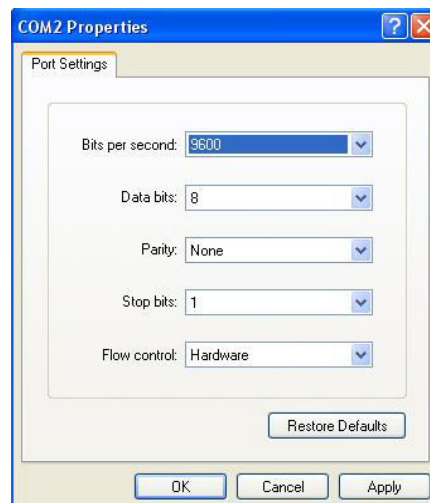 COM2 Properties
Port Settings
Bits per second: 9600
Data bits: 8
Parity: None
Stop bits: 1
Flow control: Hardware
Restore Defaults
OK Cancel Apply